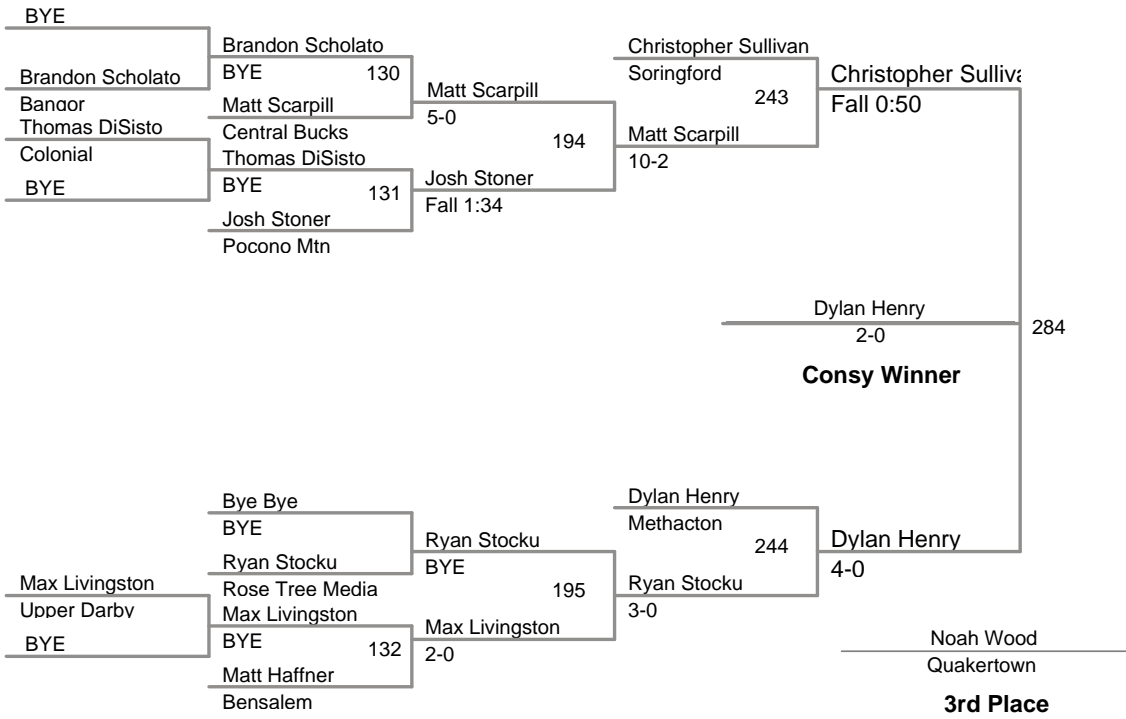 BYE
Brandon Scholato
Bangor
Thomas DiSisto
Colonial
BYE
Brandon Scholato
BYE
130
Matt Scarpill
Central Bucks
Thomas DiSisto
BYE
131
Josh Stoner
Pocono Mtn
Matt Scarpill
5-0
194
Josh Stoner
Fall 1:34
Christopher Sullivan
Soringford
243
Matt Scarpill
10-2
Christopher Sulliva
Fall 0:50
Dylan Henry
2-0
284
Consy Winner
Max Livingston
Upper Darby
BYE
Bye Bye
BYE
Ryan Stocku
Rose Tree Media
Max Livingston
BYE
132
Matt Haffner
Bensalem
Ryan Stocku
BYE
195
Max Livingston
2-0
Dylan Henry
Methacton
244
Ryan Stocku
3-0
Dylan Henry
4-0
Noah Wood
Quakertown
3rd Place